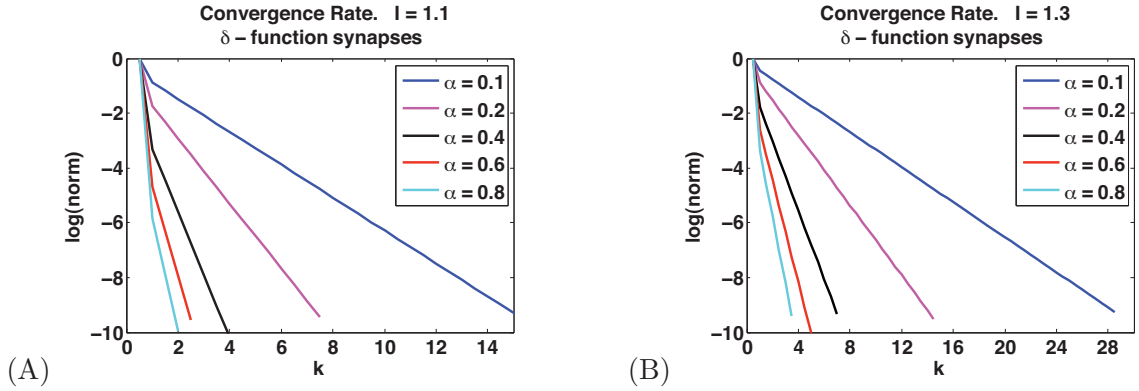 Convergence Rate.   I = 1.1
δ – function synapses
0
−2
−4
−6
−8
−10
log(norm)
α = 0.1
α = 0.2
α = 0.4
α = 0.6
α = 0.8
0 2 4 6 8 10 12 14
k
(A)
Convergence Rate.   I = 1.3
δ – function synapses
0
−2
−4
−6
−8
−10
log(norm)
α = 0.1
α = 0.2
α = 0.4
α = 0.6
α = 0.8
0 4 8 12 16 20 24 28
k
(B)